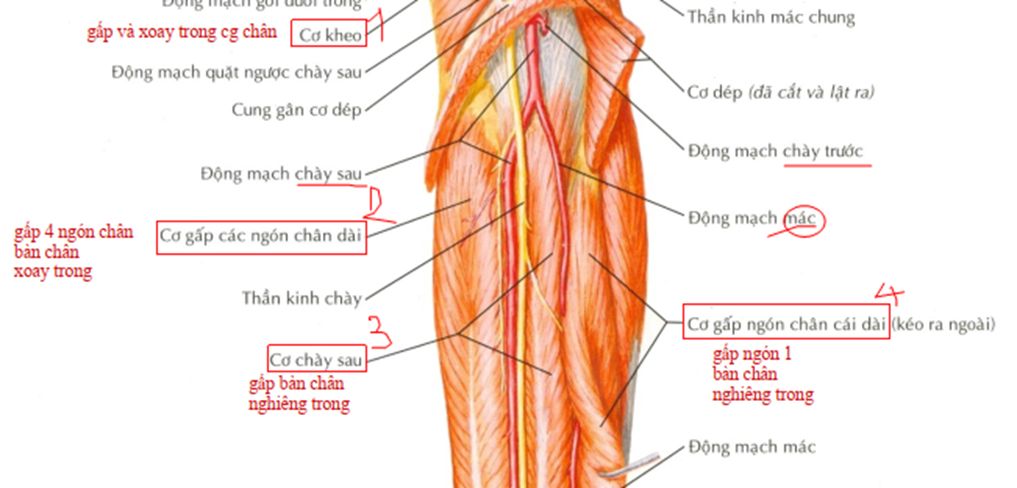 Động mạch gối dưới trong
gấp và xoay trong cg chân
Cơ kheo
1
Động mạch quặt ngược chày sau
Cung gân cơ dép
Động mạch chày sau
gấp 4 ngón chân
bàn chân
xoay trong
Cơ gấp các ngón chân dài
Thần kinh chày
3
Cơ chày sau
gấp bàn chân
nghiêng trong
Thần kinh mác chung
Cơ dép (đã cắt và lật ra)
Động mạch chày trước
Động mạch mác
4
Cơ gấp ngón chân cái dài (kéo ra ngoài)
gấp ngón 1
bàn chân
nghiêng trong
Động mạch mác